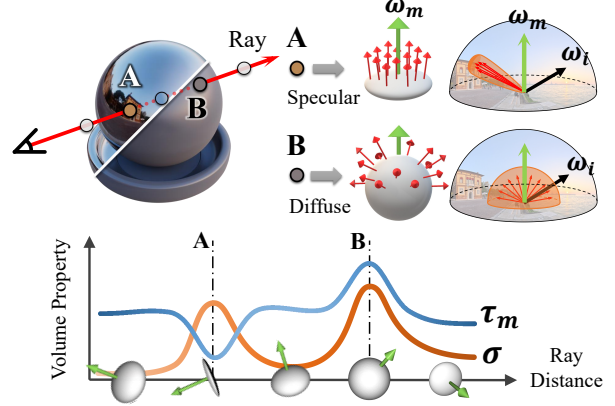 Ray
A
B
A
Specular
ω_m
ω_m
ω_i
B
Diffuse
ω_i
A
B
Volume Property
τ_m
σ
Ray
Distance